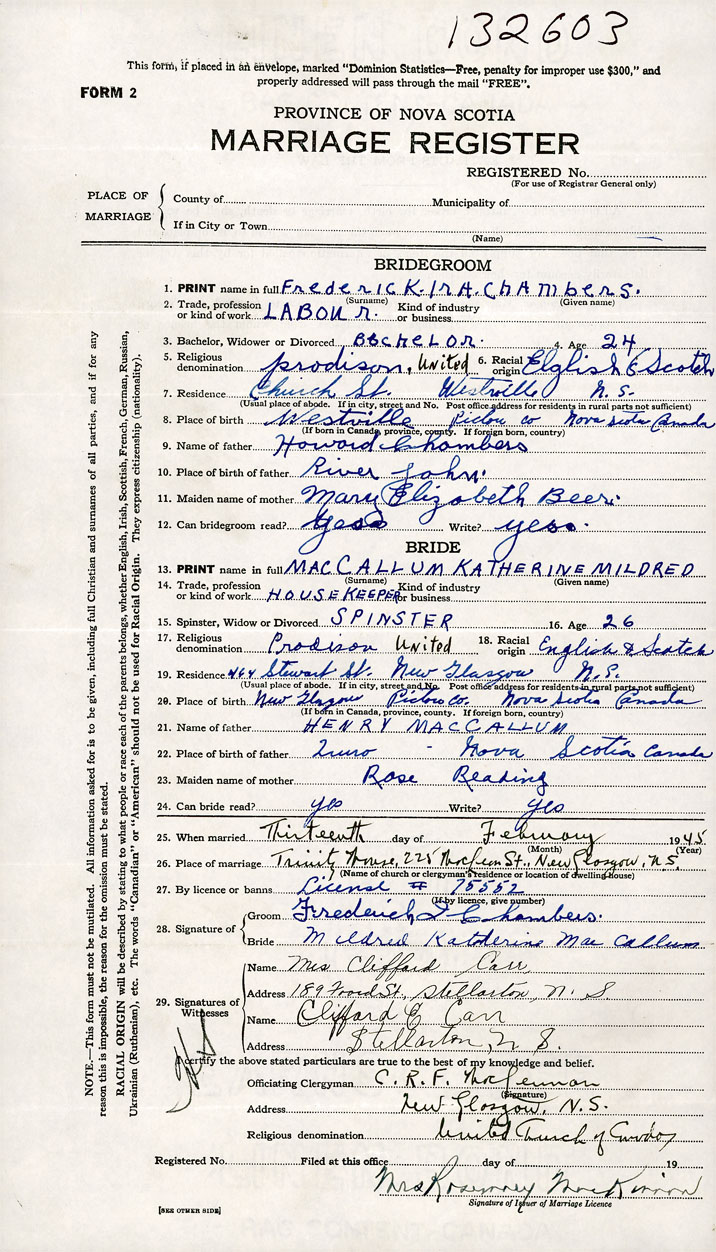 132603
This form, if placed in an envelope, marked “Dominion Statistics—Free, penalty for improper use $300,” and
properly addressed will pass through the mail “FREE”.
FORM 2
PROVINCE OF NOVA SCOTIA
MARRIAGE REGISTER
REGISTERED No.
(For use of Registrar General only)
PLACE OF MARRIAGE
County of Municipality of
If in City or Town
(Name)
BRIDEGROOM
1. PRINT name in full FredericK. IrA. CHAmbers.
(Surname) (Given name)
2. Trade, profession or kind of work LABOUr. Kind of industry or business
3. Bachelor, Widower or Divorced BECHELOR. 4. Age 24
5. Religious denomination prodison, United 6. Racial origin Elglish & Scotch
7. Residence Church St. Westville N. S.
(Usual place of abode. If in city, street and No. Post office address for residents in rural parts not sufficient)
8. Place of birth Westville Pictou co Nova scotia Canada
(If born in Canada, province, county. If foreign born, country)
9. Name of father Howard Chambers
10. Place of birth of father River John.
11. Maiden name of mother Mary Elizabeth Beer.
12. Can bridegroom read? yes Write? yes.
BRIDE
13. PRINT name in full MACCALLUM KATHERINE MILDRED
(Surname) (Given name)
14. Trade, profession or kind of work HOUSEKEEPER Kind of industry or business
15. Spinster, Widow or Divorced SPINSTER 16. Age 26
17. Religious denomination Prodison United 18. Racial origin English & Scotch
19. Residence 464 Stewart St. New Glasgow N.S.
(Usual place of abode. If in city, street and No. Post office address for residents in rural parts not sufficient)
20. Place of birth New Glasgow Pictou Co. Nova Scotia Canada
(If born in Canada, province, county. If foreign born, country)
21. Name of father HENRY MACCALLUM
22. Place of birth of father - Nova Scotia Canada
23. Maiden name of mother Rose Reading
24. Can bride read? yes Write? yes
25. When married Thirteenth day of February 1945
(Month) (Year)
26. Place of marriage Trinity House, 225 St., New Glasgow, N.S.
(Name of church or clergyman's residence or location of dwelling house)
27. By licence or banns License # 75552
(If by licence, give number)
28. Signature of
Groom Frederick I Chambers.
Bride Mildred Katherine MacCallum
29. Signatures of Witnesses
Name Mrs Clifford Carr
Address 189 St., Stellarton, N. S.
Name Clifford C Carr
Address Stellarton, N. S.
I certify the above stated particulars are true to the best of my knowledge and belief.
Officiating Clergyman C. R. F. MacLennan
(Signature)
Address New Glasgow, N.S.
Religious denomination United Church of Canada
Registered No. Filed at this office day of 19
Mrs Rosemary MacKinnon
Signature of Issuer of Marriage Licence
[SEE OTHER SIDE]
NOTE.—This form must not be mutilated. All information asked for is to be given, including full Christian and surnames of all parties, and if for any
reason this is impossible, the reason for the omission must be stated.
RACIAL ORIGIN will be described by stating to what people or race each of the parents belongs, whether English, Irish, Scottish, French, German, Russian,
Ukrainian (Ruthenian), etc. The words “Canadian” or “American” should not be used for Racial Origin. They express citizenship (nationality).